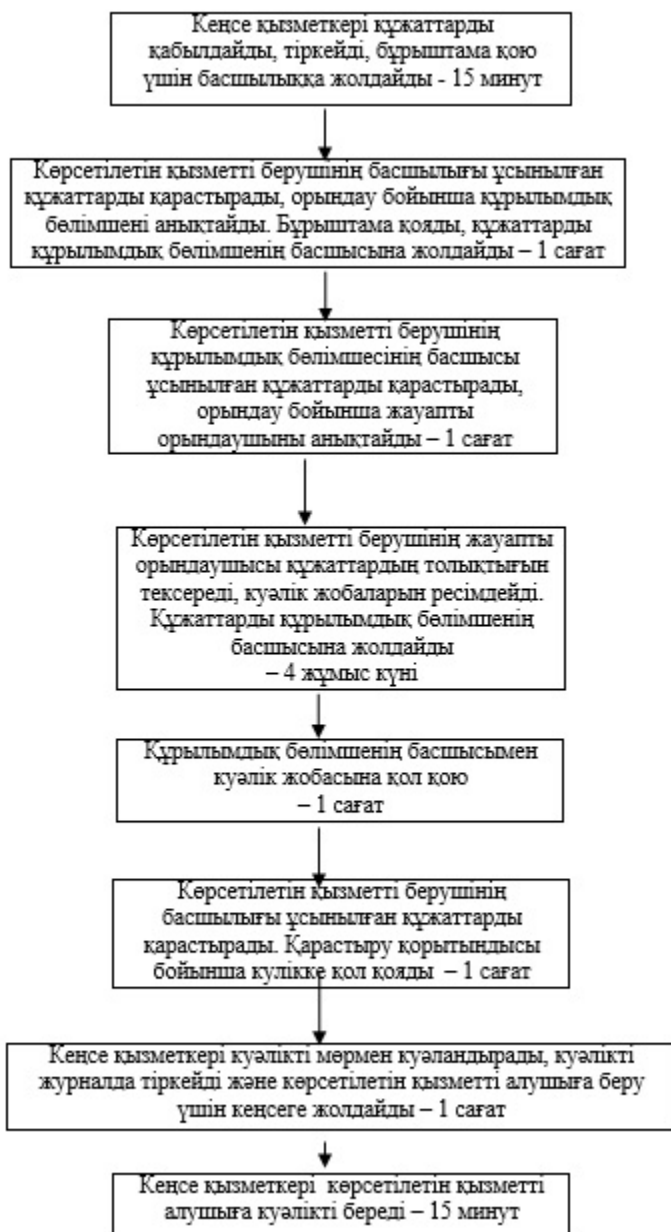 Кеңсе қызметкері құжаттарды
қабылдайды, тіркейді, бұрыштама қою
үшін басшылыққа жолдайды - 15 минут
Көрсетілетін қызметті берушінің басшылығы ұсынылған
құжаттарды қарастырады, орындау бойынша құрылымдық
бөлімшені анықтайды. Бұрыштама қояды, құжаттарды
құрылымдық бөлімшенің басшысына жолдайды – 1 сағат
Көрсетілетін қызметті берушінің
құрылымдық бөлімшесінің басшысы
ұсынылған құжаттарды қарастырады,
орындау бойынша жауапты
орындаушыны анықтайды – 1 сағат
Көрсетілетін қызметті берушінің жауапты
орындаушысы құжаттардың толықтығын
тексереді, куәлік жобаларын ресімдейді.
Құжаттарды құрылымдық бөлімшенің
басшысына жолдайды
– 4 жұмыс күні
Құрылымдық бөлімшенің басшысымен
куәлік жобасына қол қою
– 1 сағат
Көрсетілетін қызметті берушінің
басшылығы ұсынылған құжаттарды
қарастырады. Қарастыру қорытындысы
бойынша кулікке қол қояды – 1 сағат
Кеңсе қызметкері куәлікті мөрмен куәландырады, куәлікті
журналда тіркейді және көрсетілетін қызметті алушыға беру
үшін кеңсеге жолдайды – 1 сағат
Кеңсе қызметкері көрсетілетін қызметті
алушыға куәлікті береді – 15 минут